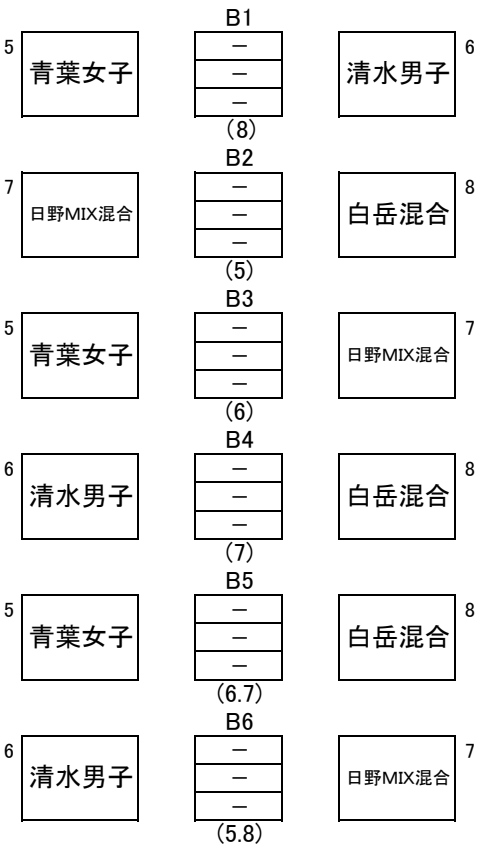 B1
5 青葉女子 － 清水男子 6
－
－
（8）
B2
7 日野MIX混合 － 白岳混合 8
－
－
（5）
B3
5 青葉女子 － 日野MIX混合 7
－
－
（6）
B4
6 清水男子 － 白岳混合 8
－
－
（7）
B5
5 青葉女子 － 白岳混合 8
－
－
（6.7）
B6
6 清水男子 － 日野MIX混合 7
－
－
（5.8）